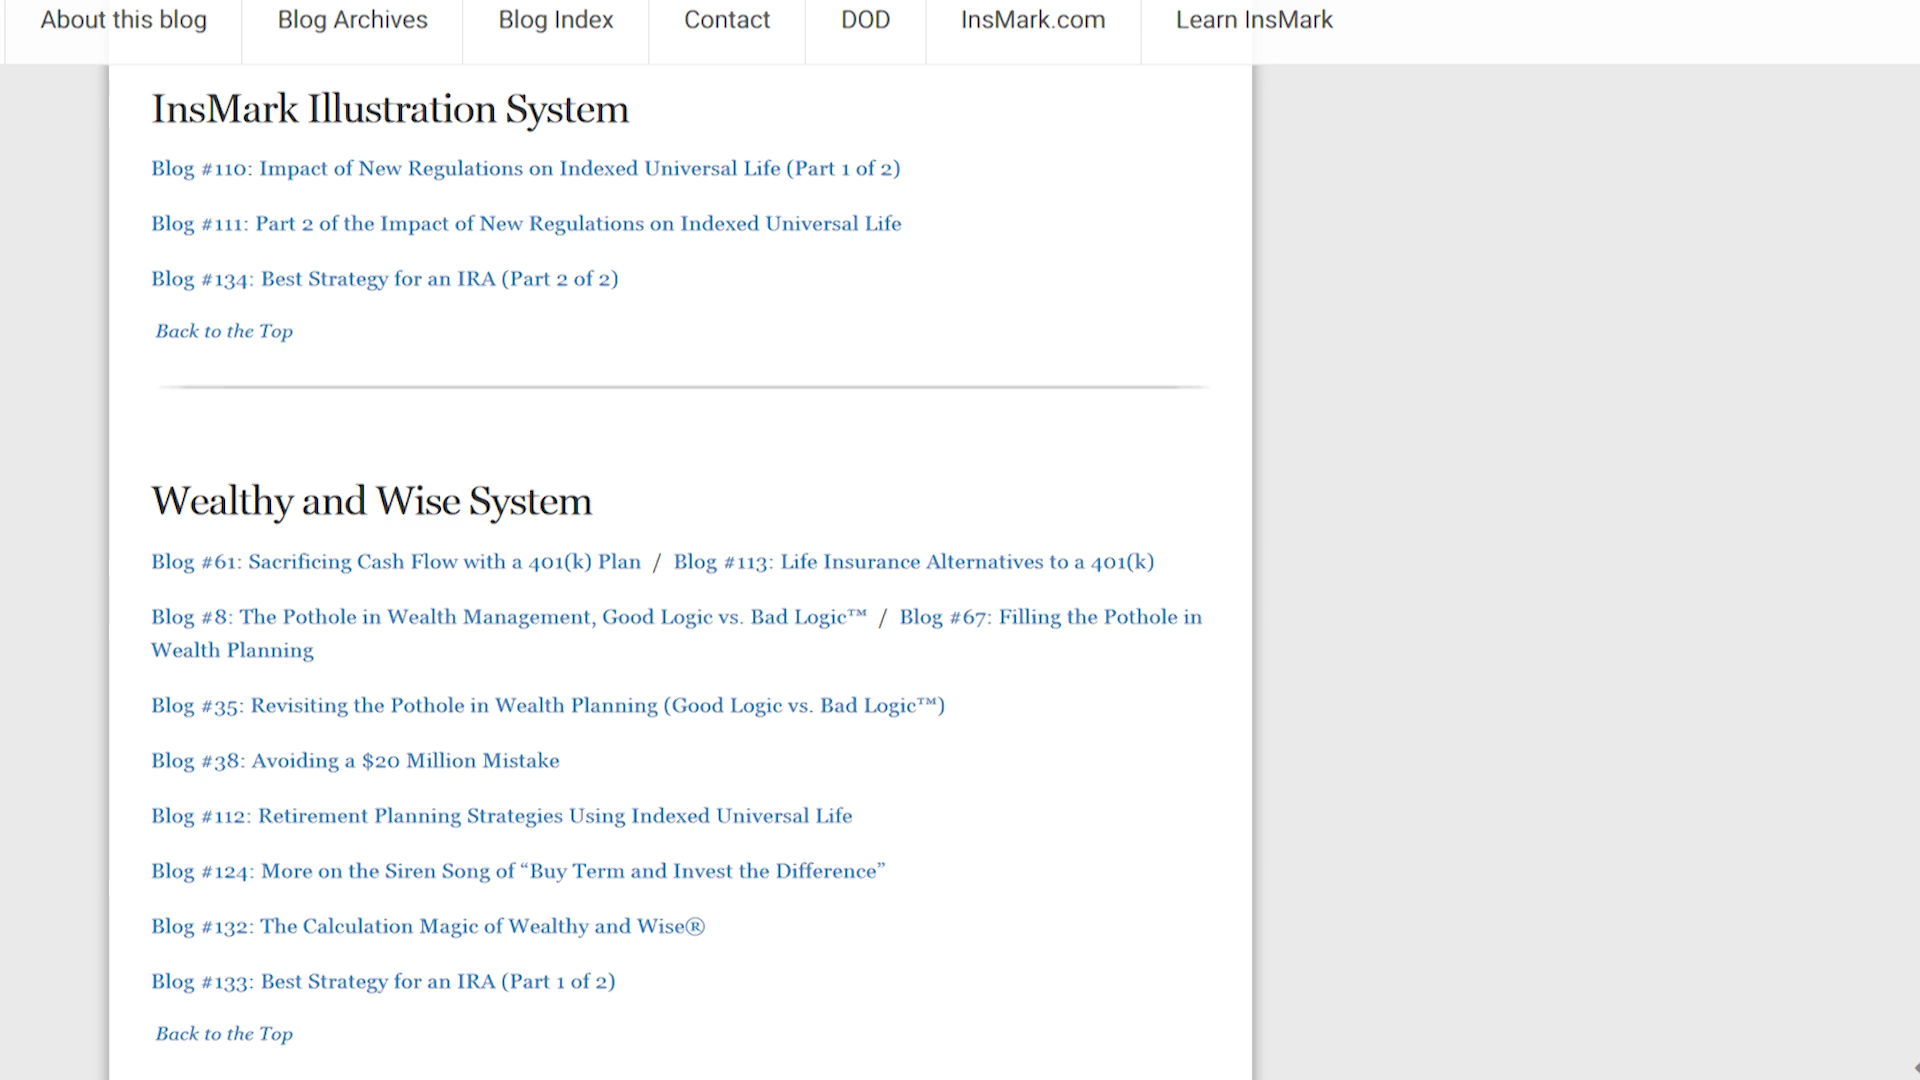 About this blog Blog Archives Blog Index Contact DOD InsMark.com Learn InsMark
InsMark Illustration System
Blog #110: Impact of New Regulations on Indexed Universal Life (Part 1 of 2)
Blog #111: Part 2 of the Impact of New Regulations on Indexed Universal Life
Blog #134: Best Strategy for an IRA (Part 2 of 2)
Back to the Top
Wealthy and Wise System
Blog #61: Sacrificing Cash Flow with a 401(k) Plan / Blog #113: Life Insurance Alternatives to a 401(k)
Blog #8: The Pothole in Wealth Management, Good Logic vs. Bad Logic™ / Blog #67: Filling the Pothole in
Wealth Planning
Blog #35: Revisiting the Pothole in Wealth Planning (Good Logic vs. Bad Logic™)
Blog #38: Avoiding a $20 Million Mistake
Blog #112: Retirement Planning Strategies Using Indexed Universal Life
Blog #124: More on the Siren Song of “Buy Term and Invest the Difference”
Blog #132: The Calculation Magic of Wealthy and Wise®
Blog #133: Best Strategy for an IRA (Part 1 of 2)
Back to the Top